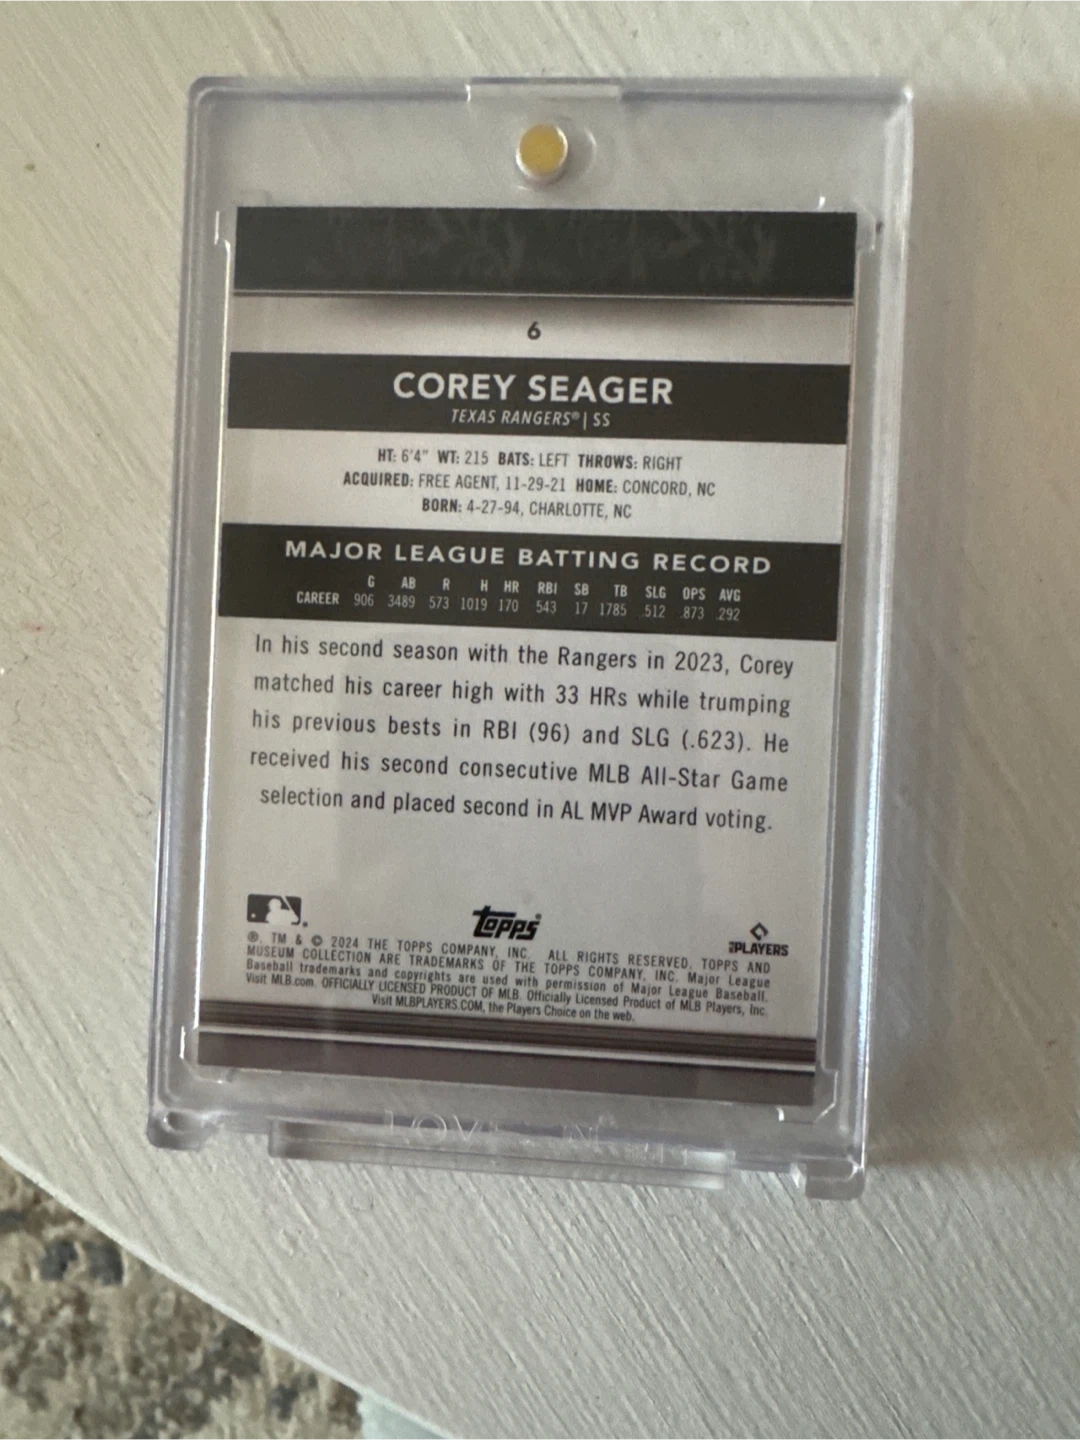 6
COREY SEAGER
TEXAS RANGERS® | SS
HT: 6'4" WT: 215 BATS: LEFT THROWS: RIGHT
ACQUIRED: FREE AGENT, 11-29-21 HOME: CONCORD, NC
BORN: 4-27-94, CHARLOTTE, NC
MAJOR LEAGUE BATTING RECORD
G AB R H HR RBI SB TB SLG OPS AVG
CAREER 906 3489 573 1019 170 543 17 1785 .512 .873 .292
In his second season with the Rangers in 2023, Corey
matched his career high with 33 HRs while trumping
his previous bests in RBI (96) and SLG (.623). He
received his second consecutive MLB All-Star Game
selection and placed second in AL MVP Award voting.
topps®
PLAYERS
®, TM & © 2024 THE TOPPS COMPANY, INC. ALL RIGHTS RESERVED. TOPPS AND
MUSEUM COLLECTION ARE TRADEMARKS OF THE TOPPS COMPANY, INC. Major League
Baseball trademarks and copyrights are used with permission of Major League Baseball.
Visit MLB.com. OFFICIALLY LICENSED PRODUCT OF MLB. Officially Licensed Product of MLB Players, Inc.
Visit MLBPLAYERS.COM, the Players Choice on the web.